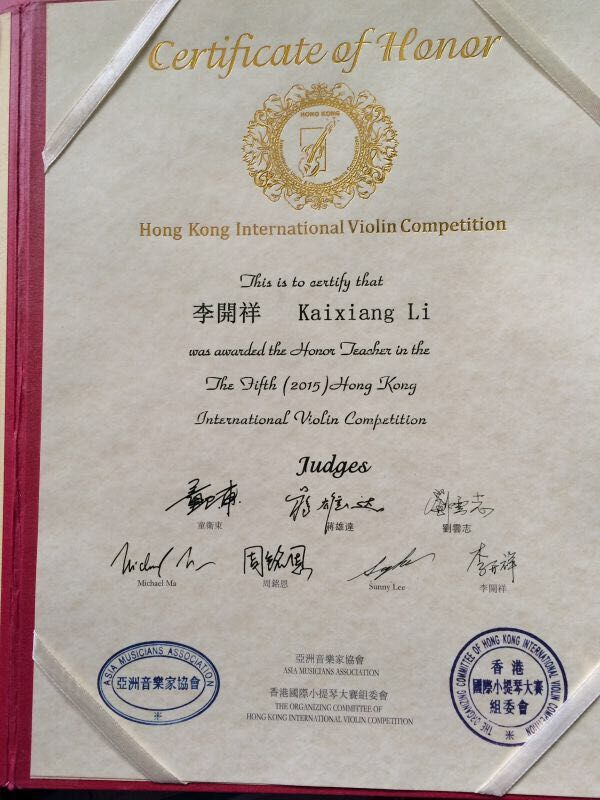 Certificate of Honor
HONG KONG
Hong Kong International Violin Competition
This is to certify that
李開祥 Kaixiang Li
was awarded the Honor Teacher in the
The Fifth (2015) Hong Kong
International Violin Competition
Judges
童衛東 蔣雄達 劉雲志
Michael Ma 周銘恩 Sunny Lee 李開祥
ASIA MUSICIANS ASSOCIATION
亞洲音樂家協會
亞洲音樂家協會
ASIA MUSICIANS ASSOCIATION
香港國際小提琴大賽組委會
THE ORGANIZING COMMITTEE OF
HONG KONG INTERNATIONAL VIOLIN COMPETITION
THE ORGANIZING COMMITTEE OF HONG KONG INTERNATIONAL VIOLIN COMPETITION
香港
國際小提琴大賽
組委會